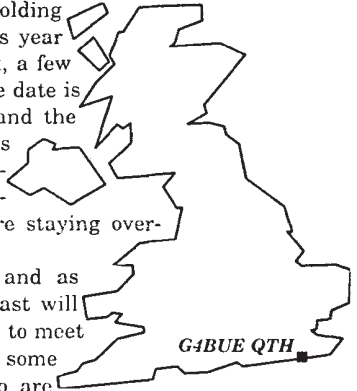 olding
s year
, a few
e date is
and the
s
-
-
re staying over-
and as
ast will
to meet
some
o are
G4BUE QTH